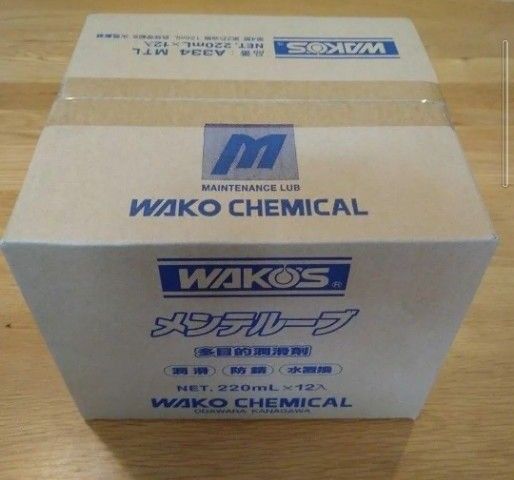 WAKO'S®
品番：A334 MTL
NET. 220mL×12入
M
MAINTENANCE LUB
WAKO CHEMICAL
WAKO'S®
メンテルーブ
多目的潤滑剤
潤滑 防錆 水置換
NET. 220mL×12入
WAKO CHEMICAL
ODAWARA KANAGAWA